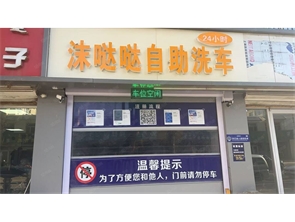 24小时
沫哒哒自助洗车
子
车位空闲
温馨提示
停
为了方便您和他人，门前请勿停车